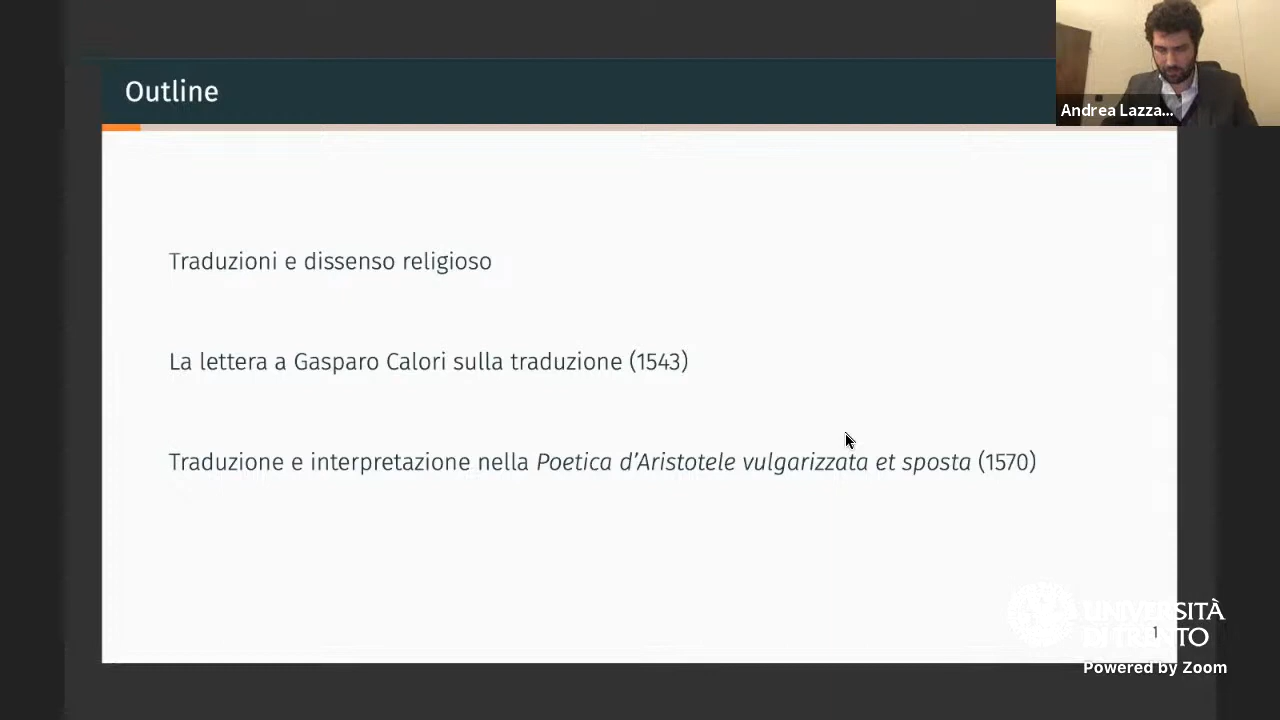 Outline
Andrea Lazza...
Traduzioni e dissenso religioso
La lettera a Gasparo Calori sulla traduzione (1543)
Traduzione e interpretazione nella Poetica d'Aristotele vulgarizzata et sposta (1570)
UNIVERSITÀ
DI TRENTO
1
Powered by Zoom